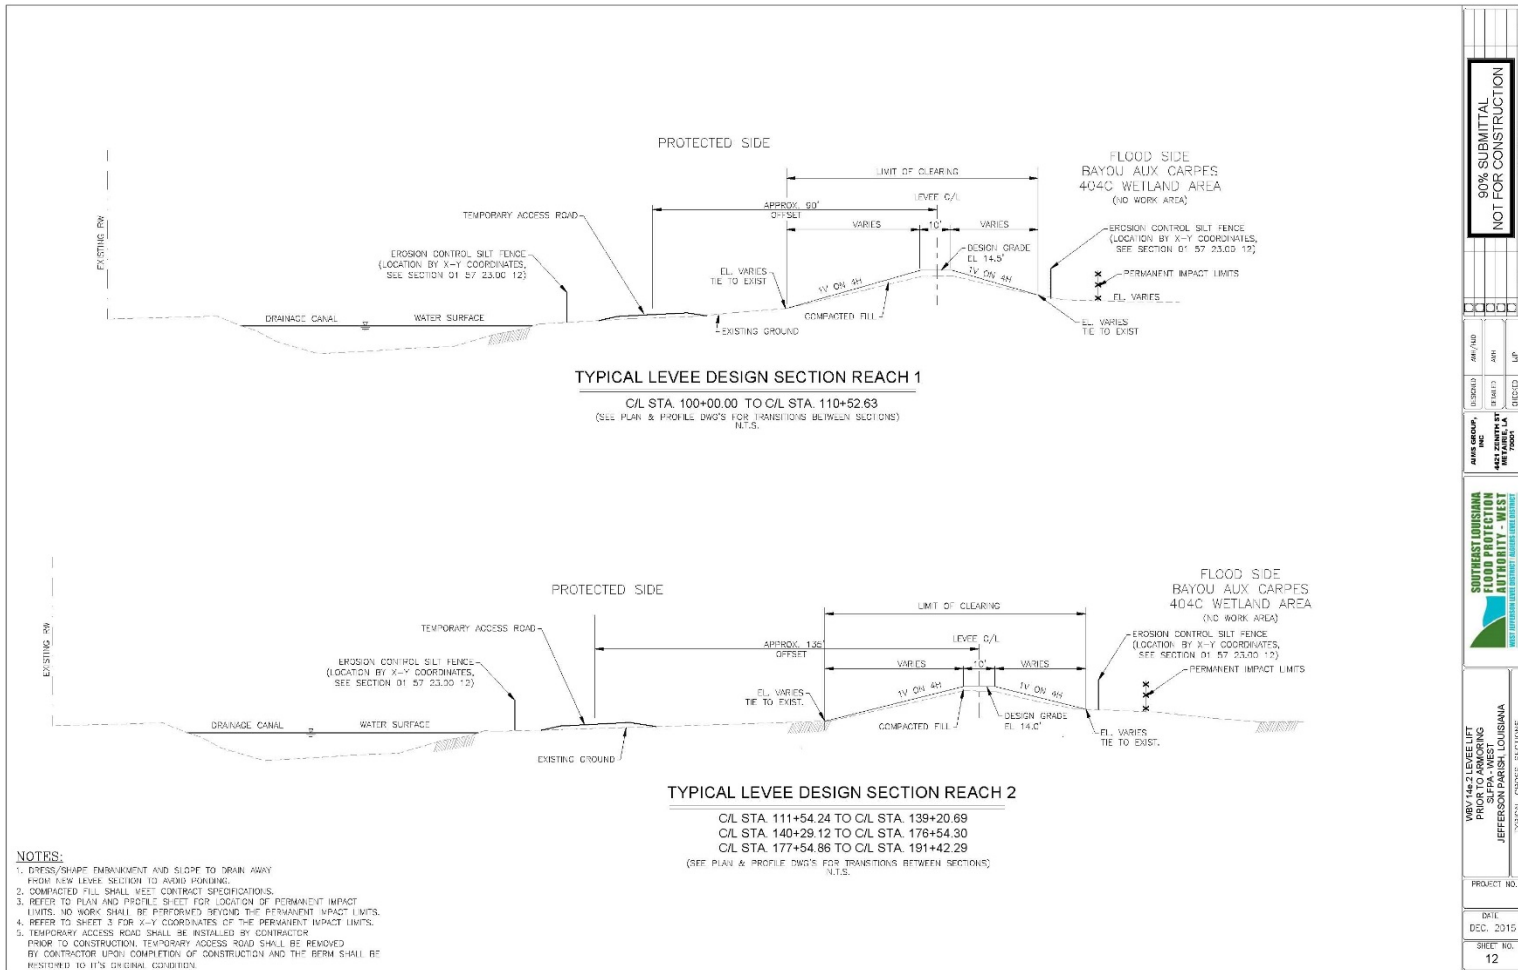 PROTECTED SIDE
FLOOD SIDE
BAYOU AUX CARPES
404C WETLAND AREA
(NO WORK AREA)
LIMIT OF CLEARING
LEVEE C/L
APPROX. 90'
OFFSET
VARIES
10'
VARIES
TEMPORARY ACCESS ROAD
EROSION CONTROL SILT FENCE
(LOCATION BY X-Y COORDINATES,
SEE SECTION 01 57 23.00 12)
EROSION CONTROL SILT FENCE
(LOCATION BY X-Y COORDINATES,
SEE SECTION 01 57 23.00 12)
DESIGN GRADE
EL 14.5'
PERMANENT IMPACT LIMITS
EXISTING RW
EL. VARIES
TIE TO EXIST
1V ON 4H
1V ON 4H
EL. VARIES
DRAINAGE CANAL
WATER SURFACE
COMPACTED FILL
EXISTING GROUND
EL. VARIES
TIE TO EXIST
TYPICAL LEVEE DESIGN SECTION REACH 1
C/L STA. 100+00.00 TO C/L STA. 110+52.63
(SEE PLAN & PROFILE DWG'S FOR TRANSITIONS BETWEEN SECTIONS)
N.T.S.
PROTECTED SIDE
FLOOD SIDE
BAYOU AUX CARPES
404C WETLAND AREA
(NO WORK AREA)
LIMIT OF CLEARING
LEVEE C/L
APPROX. 135'
OFFSET
VARIES
10'
VARIES
TEMPORARY ACCESS ROAD
EROSION CONTROL SILT FENCE
(LOCATION BY X-Y COORDINATES,
SEE SECTION 01 57 23.00 12)
EROSION CONTROL SILT FENCE
(LOCATION BY X-Y COORDINATES,
SEE SECTION 01 57 23.00 12)
PERMANENT IMPACT LIMITS
EXISTING RW
EL. VARIES
TIE TO EXIST.
1V ON 4H
1V ON 4H
DRAINAGE CANAL
WATER SURFACE
COMPACTED FILL
DESIGN GRADE
EL 14.0'
EXISTING GROUND
EL. VARIES
TIE TO EXIST.
TYPICAL LEVEE DESIGN SECTION REACH 2
C/L STA. 111+54.24 TO C/L STA. 139+20.69
C/L STA. 140+29.12 TO C/L STA. 176+54.30
C/L STA. 177+54.86 TO C/L STA. 191+42.29
(SEE PLAN & PROFILE DWG'S FOR TRANSITIONS BETWEEN SECTIONS)
N.T.S.
NOTES:
1. DRESS/SHAPE EMBANKMENT AND SLOPE TO DRAIN AWAY
FROM NEW LEVEE SECTION TO AVOID PONDING.
2. COMPACTED FILL SHALL MEET CONTRACT SPECIFICATIONS.
3. REFER TO PLAN AND PROFILE SHEET FOR LOCATION OF PERMANENT IMPACT
LIMITS. NO WORK SHALL BE PERFORMED BEYOND THE PERMANENT IMPACT LIMITS.
4. REFER TO SHEET 3 FOR X-Y COORDINATES OF THE PERMANENT IMPACT LIMITS.
5. TEMPORARY ACCESS ROAD SHALL BE INSTALLED BY CONTRACTOR
PRIOR TO CONSTRUCTION. TEMPORARY ACCESS ROAD SHALL BE REMOVED
BY CONTRACTOR UPON COMPLETION OF CONSTRUCTION AND THE BERM SHALL BE
RESTORED TO IT'S ORIGINAL CONDITION.
90% SUBMITTAL
NOT FOR CONSTRUCTION
DESIGNED
DETAILED
CHECKED
AIMS GROUP,
INC
4421 ZENITH ST
METAIRIE, LA
70001
SOUTHEAST LOUISIANA
FLOOD PROTECTION
AUTHORITY - WEST
WEST JEFFERSON LEVEE DISTRICT ALGIERS LEVEE DISTRICT
WBV 14e.2 LEVEE LIFT
PRIOR TO ARMORING
SLFPA - WEST
JEFFERSON PARISH, LOUISIANA
PROJECT NO.
DATE
DEC. 2015
SHEET NO.
12